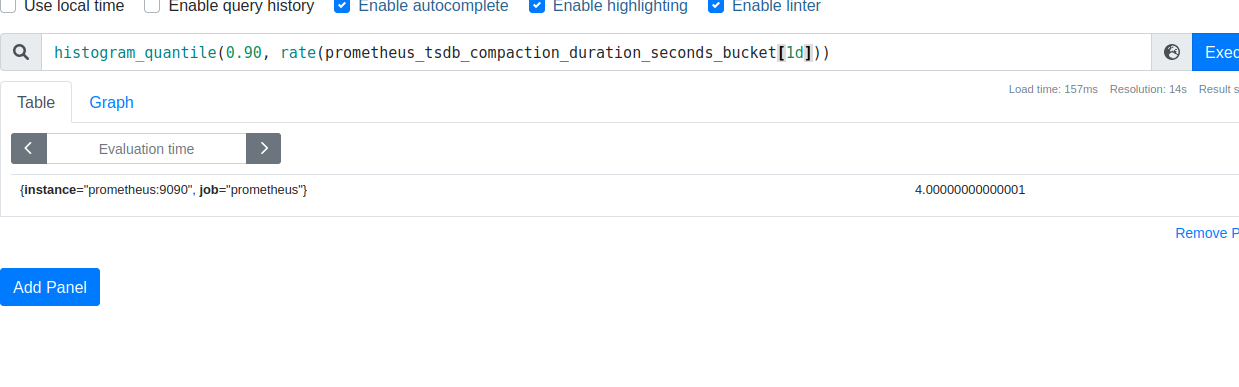 Use local time Enable query history Enable autocomplete Enable highlighting Enable linter
histogram_quantile(0.90, rate(prometheus_tsdb_compaction_duration_seconds_bucket[1d]))
Exec
Table Graph
Load time: 157ms Resolution: 14s Result s
Evaluation time
{instance="prometheus:9090", job="prometheus"} 4.00000000000001
Remove P
Add Panel